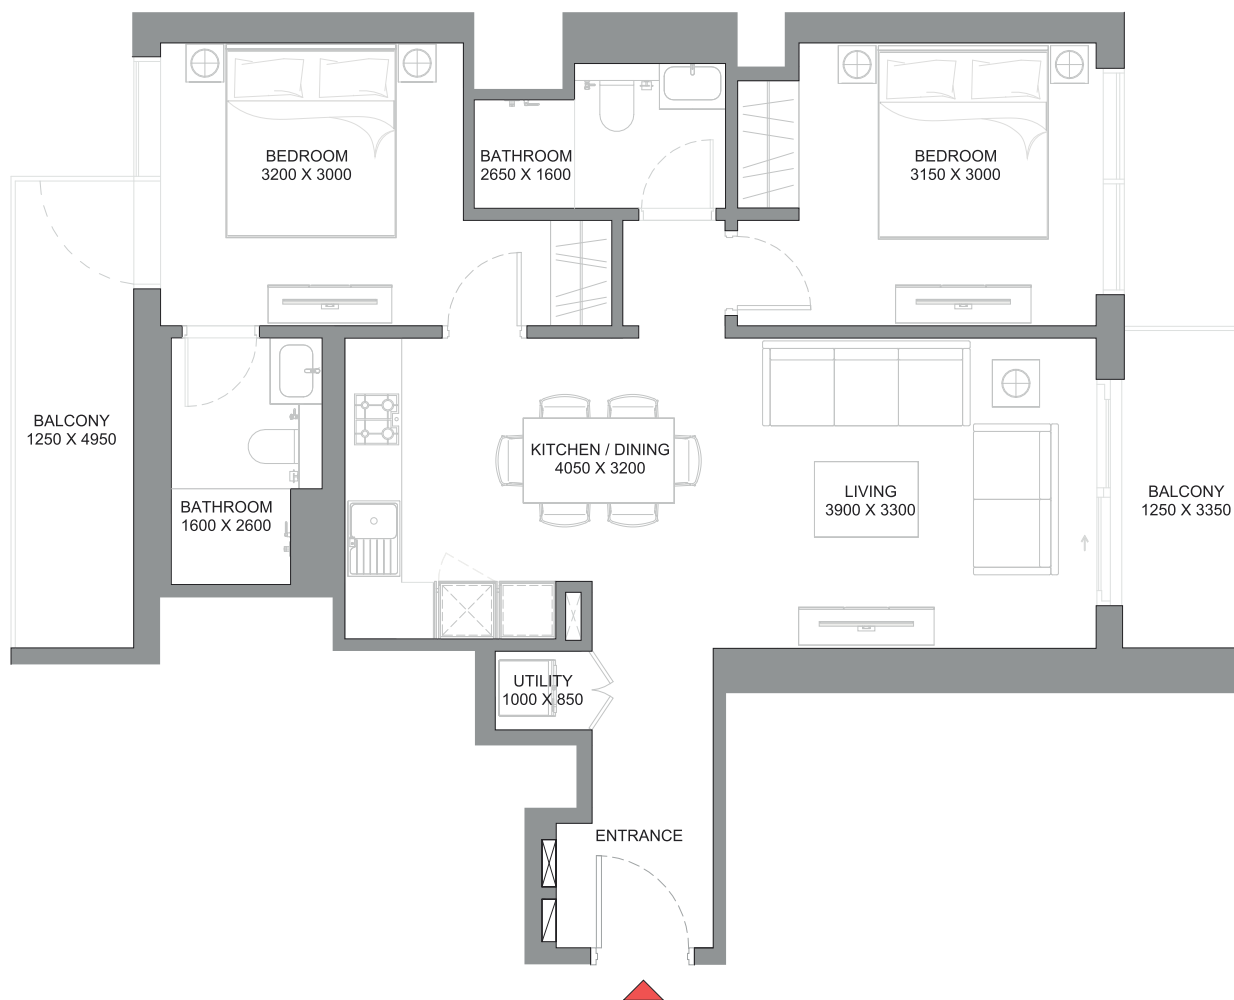 BEDROOM
3200 X 3000
BATHROOM
2650 X 1600
BEDROOM
3150 X 3000
BALCONY
1250 X 4950
KITCHEN / DINING
4050 X 3200
LIVING
3900 X 3300
BALCONY
1250 X 3350
BATHROOM
1600 X 2600
UTILITY
1000 X 850
ENTRANCE